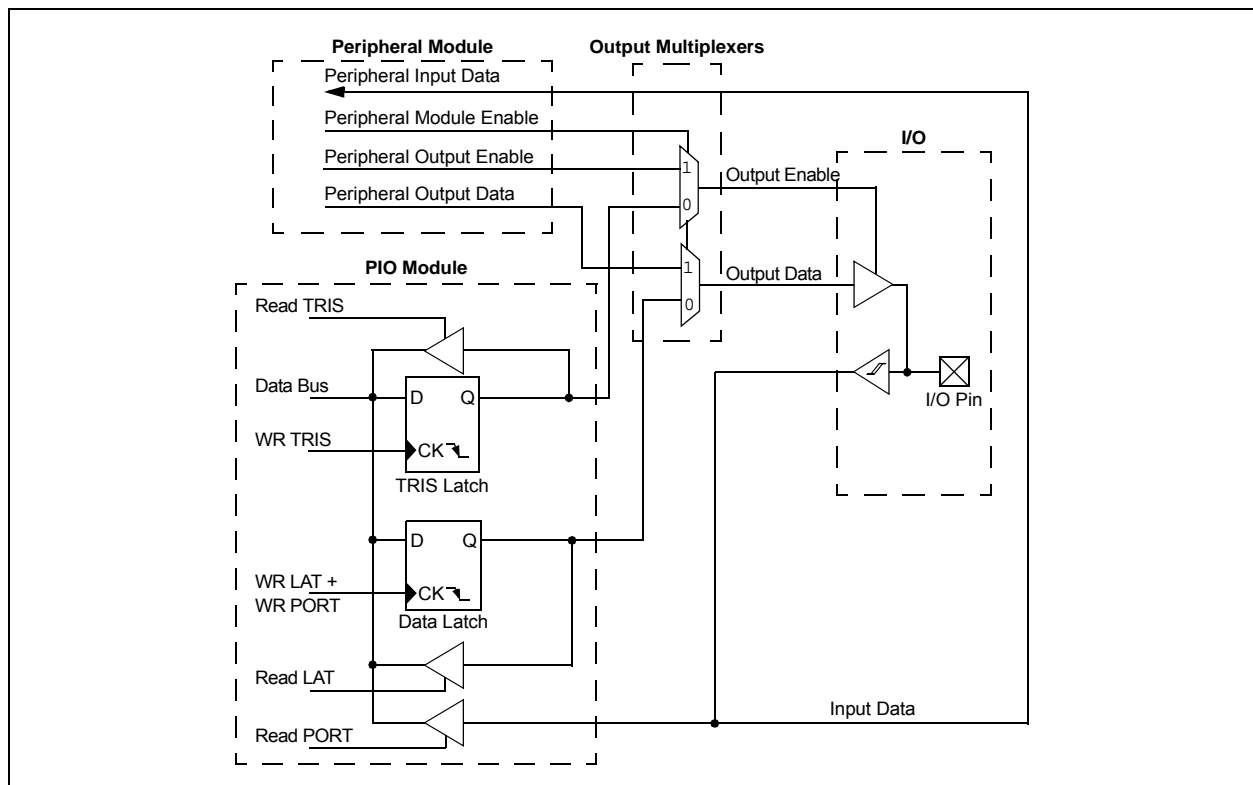 Peripheral Module
Output Multiplexers
Peripheral Input Data
Peripheral Module Enable
Peripheral Output Enable
Peripheral Output Data
I/O
1
0
Output Enable
1
0
Output Data
PIO Module
Read TRIS
Data Bus
D Q
WR TRIS
CK
TRIS Latch
I/O Pin
D Q
WR LAT +
WR PORT
CK
Data Latch
Read LAT
Read PORT
Input Data